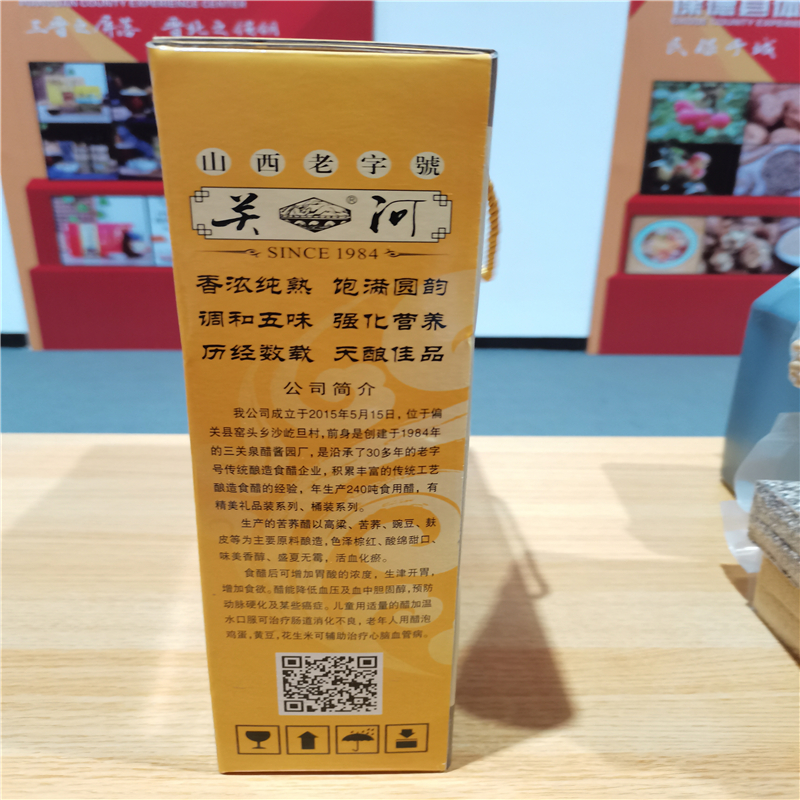 EXPERIENCE CENTER
COUNTY EXPERIENCE CENTER
山西老字號
关河
®
SINCE 1984
香浓纯熟 饱满圆韵
调和五味 强化营养
历经数载 天酿佳品
公司简介
我公司成立于2015年5月15日，位于偏
关县窑头乡沙屹旦村，前身是创建于1984年
的三关泉醋酱园厂，是沿承了30多年的老字
号传统酿造食醋企业，积累丰富的传统工艺
酿造食醋的经验，年生产240吨食用醋，有
精美礼品装系列、桶装系列。
生产的苦荞醋以高粱、苦荞、豌豆、麸
皮等为主要原料酿造，色泽棕红、酸绵甜口、
味美香醇、盛夏无霉，活血化瘀。
食醋后可增加胃酸的浓度，生津开胃，
增加食欲。醋能降低血压及血中胆固醇，预防
动脉硬化及某些癌症。儿童用适量的醋加温
水口服可治疗肠道消化不良，老年人用醋泡
鸡蛋，黄豆，花生米可辅助治疗心脑血管病。